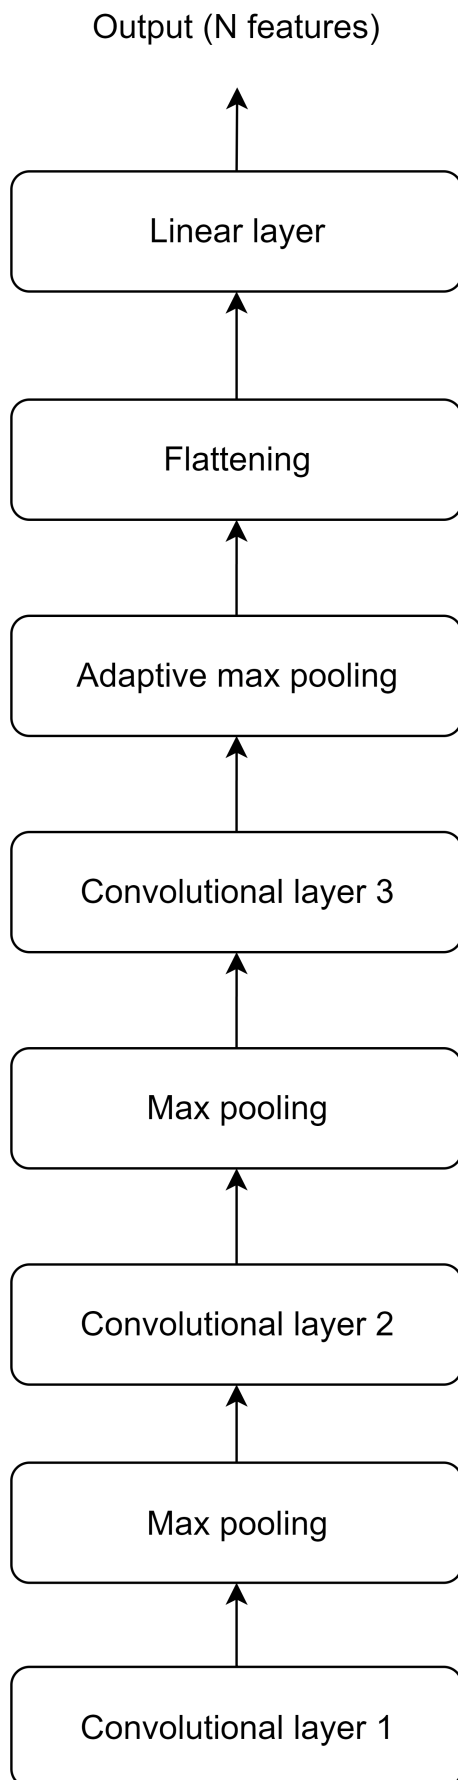 Output (N features)
Linear layer
Flattening
Adaptive max pooling
Convolutional layer 3
Max pooling
Convolutional layer 2
Max pooling
Convolutional layer 1